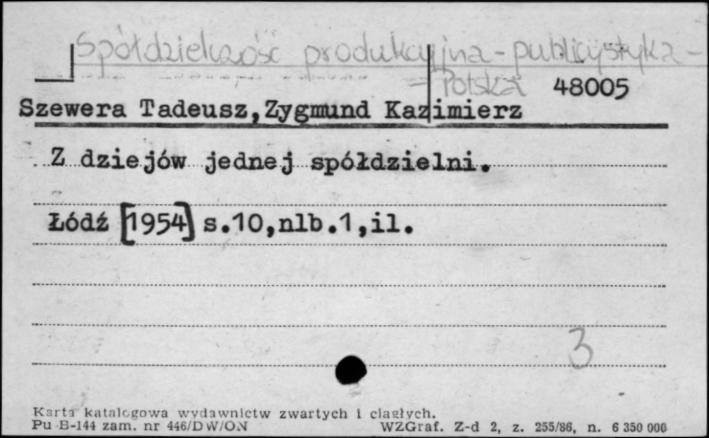 Spółdzielczość produkcyjna - publicystyka -
- Polska
48005
Szewera Tadeusz,Zygmund Kazimierz
Z dziejów jednej spółdzielni.
Łódź [1954] s.10,nlb.1,il.
3
Karta katalogowa wydawnictw zwartych i ciągłych.
Pu B-144 zam. nr 446/DW/ON WZGraf. Z-d 2, z. 255/86, n. 6 350 000